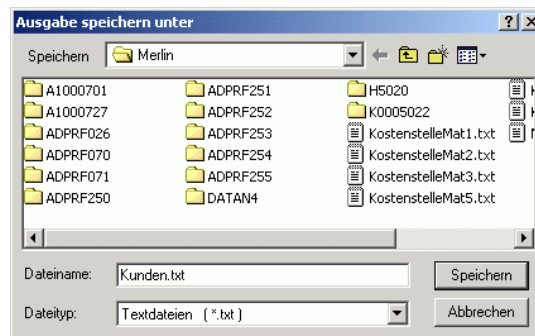 Ausgabe speichern unter
Speichern Merlin
A1000701 ADPRF251 H5020
A1000727 ADPRF252 K0005022
ADPRF026 ADPRF253 KostenstelleMat1.txt
ADPRF070 ADPRF254 KostenstelleMat2.txt
ADPRF071 ADPRF255 KostenstelleMat3.txt
ADPRF250 DATAN4 KostenstelleMat5.txt
Dateiname: Kunden.txt Speichern
Dateityp: Textdateien ( *.txt ) Abbrechen